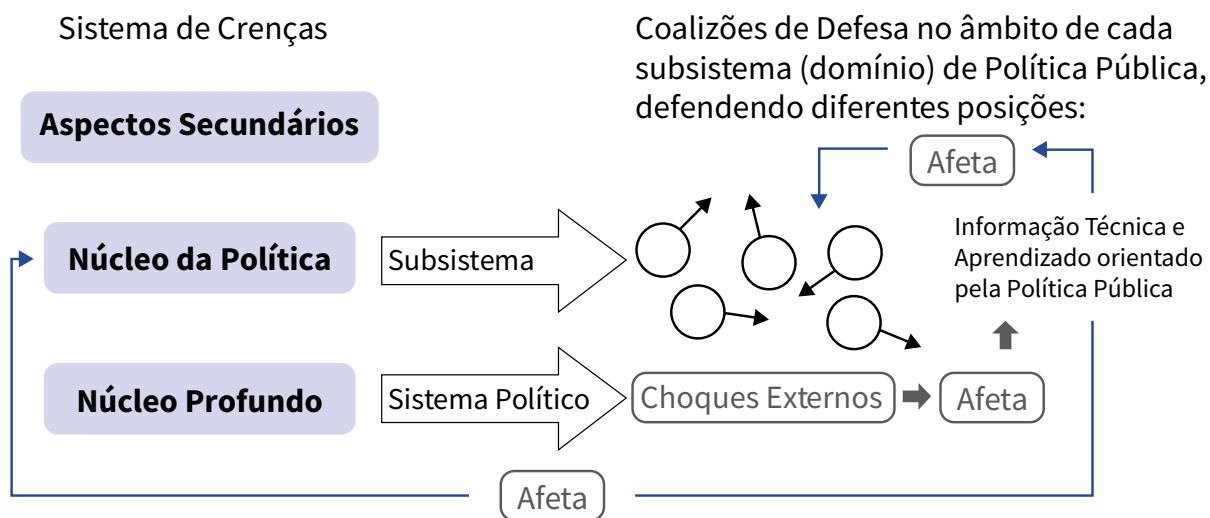 Sistema de Crenças
Coalizões de Defesa no âmbito de cada
subsistema (domínio) de Política Pública,
defendendo diferentes posições:
Aspectos Secundários
Afeta
Núcleo da Política
Subsistema
Informação Técnica e
Aprendizado orientado
pela Política Pública
Núcleo Profundo
Sistema Político
Choques Externos
Afeta
Afeta